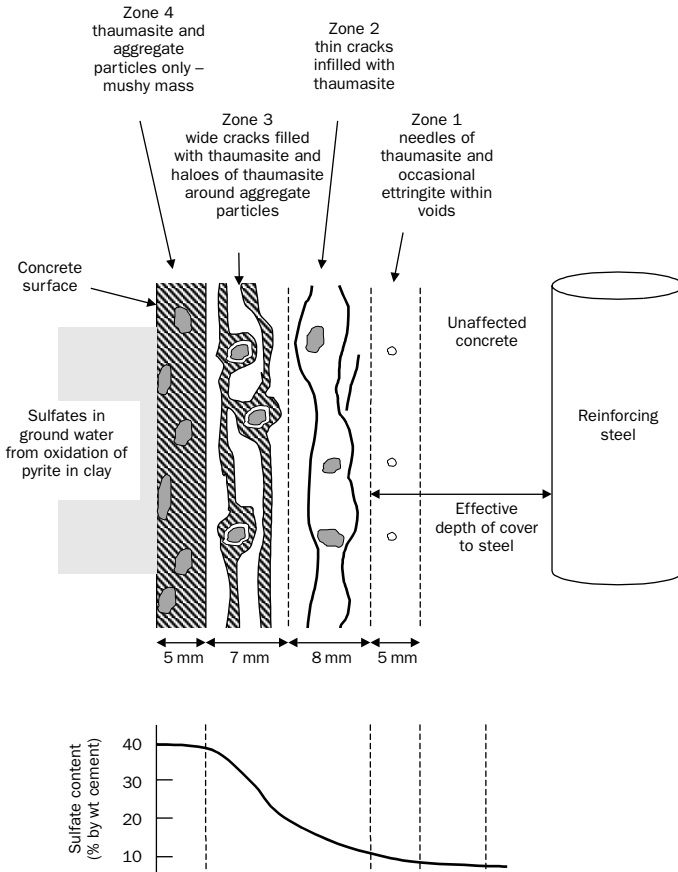 Zone 4
thaumasite and
aggregate
particles only –
mushy mass
Zone 3
wide cracks filled
with thaumasite and
haloes of thaumasite
around aggregate
particles
Zone 2
thin cracks
infilled with
thaumasite
Zone 1
needles of
thaumasite and
occasional
ettringite within
voids
Concrete
surface
Unaffected
concrete
Reinforcing
steel
Sulfates in
ground water
from oxidation of
pyrite in clay
Effective
depth of cover
to steel
5 mm
7 mm
8 mm
5 mm
Sulfate content
(% by wt cement)
40
30
20
10